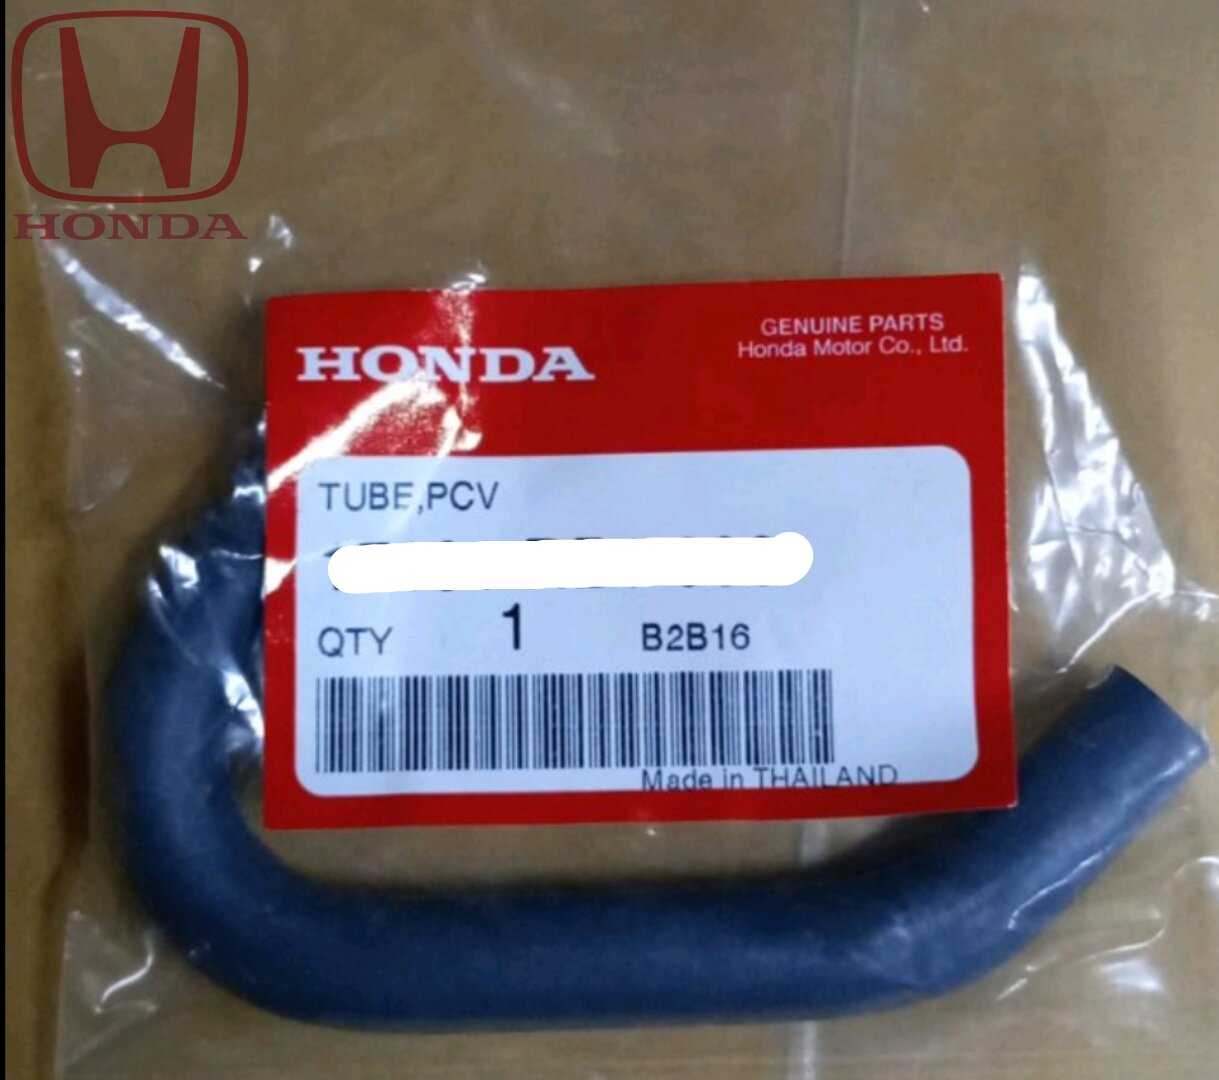 HONDA
HONDA
GENUINE PARTS
Honda Motor Co., Ltd.
TUBE,PCV
QTY 1 B2B16
Made in THAILAND